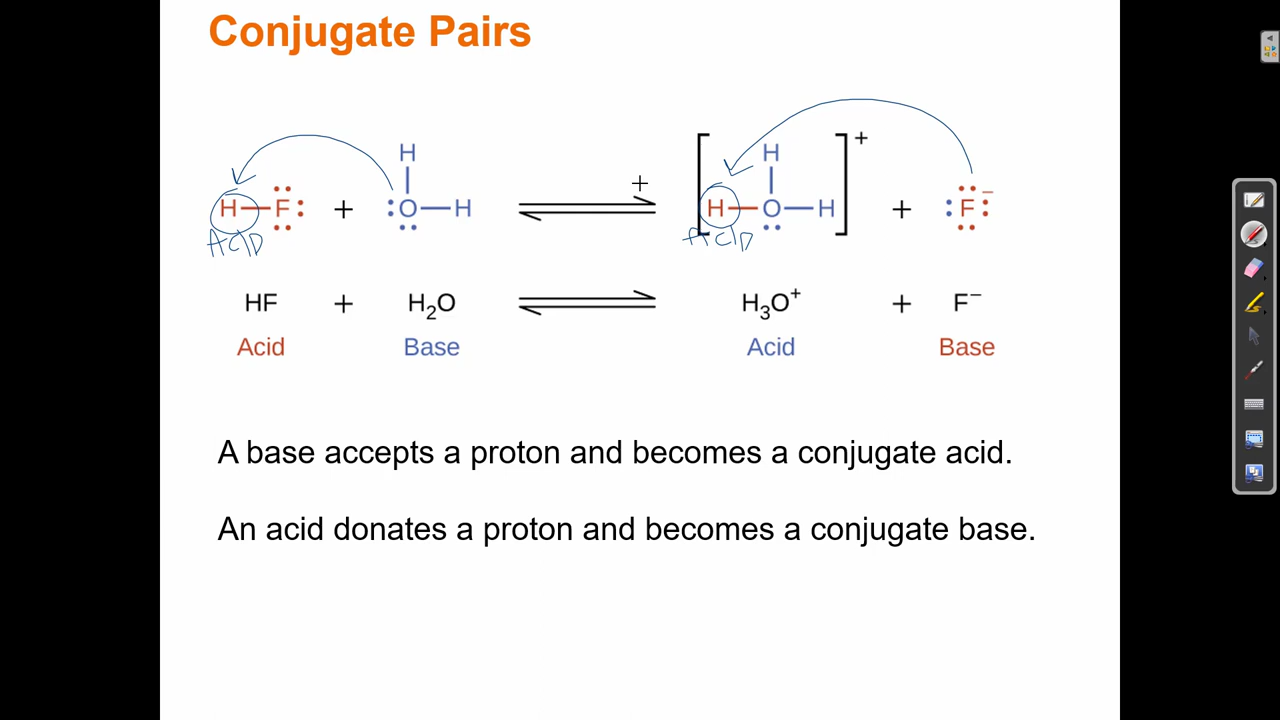 Conjugate Pairs
H H
H—F: + :O—H + [H—O—H]+ + :F:−
ACID ACID
HF + H₂O ⇌ H₃O⁺ + F⁻
Acid Base Acid Base
A base accepts a proton and becomes a conjugate acid.
An acid donates a proton and becomes a conjugate base.